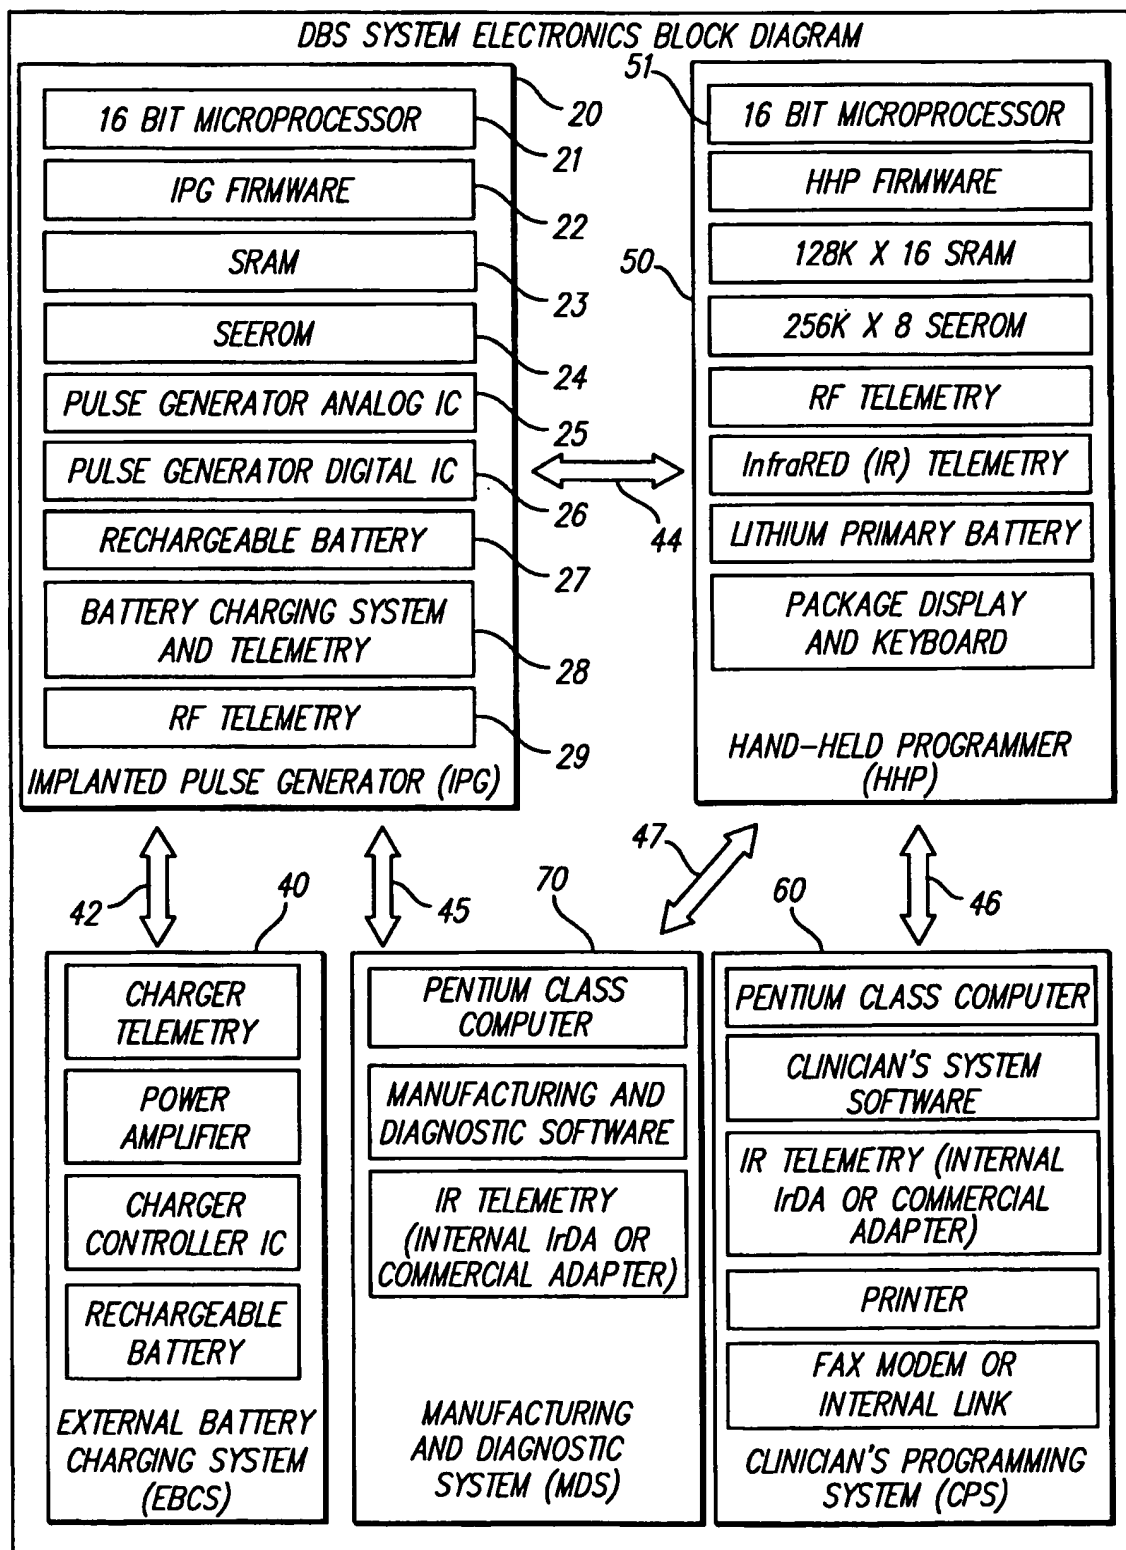 DBS SYSTEM ELECTRONICS BLOCK DIAGRAM
16 BIT MICROPROCESSOR
IPG FIRMWARE
SRAM
SEEROM
PULSE GENERATOR ANALOG IC
PULSE GENERATOR DIGITAL IC
RECHARGEABLE BATTERY
BATTERY CHARGING SYSTEM
AND TELEMETRY
RF TELEMETRY
IMPLANTED PULSE GENERATOR (IPG)
20
21
22
23
24
25
26
27
28
29
44
51
50
16 BIT MICROPROCESSOR
HHP FIRMWARE
128K X 16 SRAM
256K X 8 SEEROM
RF TELEMETRY
InfraRED (IR) TELEMETRY
LITHIUM PRIMARY BATTERY
PACKAGE DISPLAY
AND KEYBOARD
HAND-HELD PROGRAMMER
(HHP)
42
45
47
46
40
CHARGER
TELEMETRY
POWER
AMPLIFIER
CHARGER
CONTROLLER IC
RECHARGEABLE
BATTERY
EXTERNAL BATTERY
CHARGING SYSTEM
(EBCS)
70
PENTIUM CLASS
COMPUTER
MANUFACTURING AND
DIAGNOSTIC SOFTWARE
IR TELEMETRY
(INTERNAL IrDA OR
COMMERCIAL ADAPTER)
MANUFACTURING
AND DIAGNOSTIC
SYSTEM (MDS)
60
PENTIUM CLASS COMPUTER
CLINICIAN'S SYSTEM
SOFTWARE
IR TELEMETRY (INTERNAL
IrDA OR COMMERCIAL
ADAPTER)
PRINTER
FAX MODEM OR
INTERNAL LINK
CLINICIAN'S PROGRAMMING
SYSTEM (CPS)